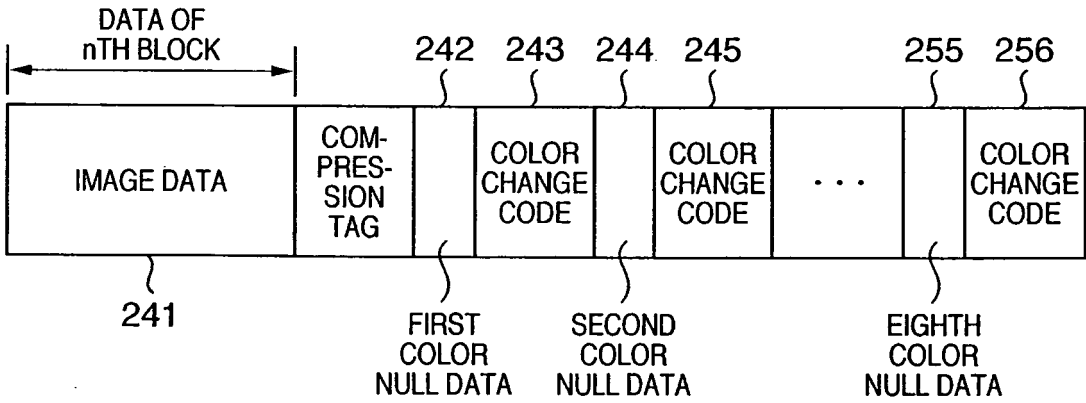 DATA OF
nTH BLOCK
242
243
244
245
255
256
IMAGE DATA
COM-
PRES-
SION
TAG
COLOR
CHANGE
CODE
COLOR
CHANGE
CODE
...
COLOR
CHANGE
CODE
241
FIRST
COLOR
NULL DATA
SECOND
COLOR
NULL DATA
EIGHTH
COLOR
NULL DATA